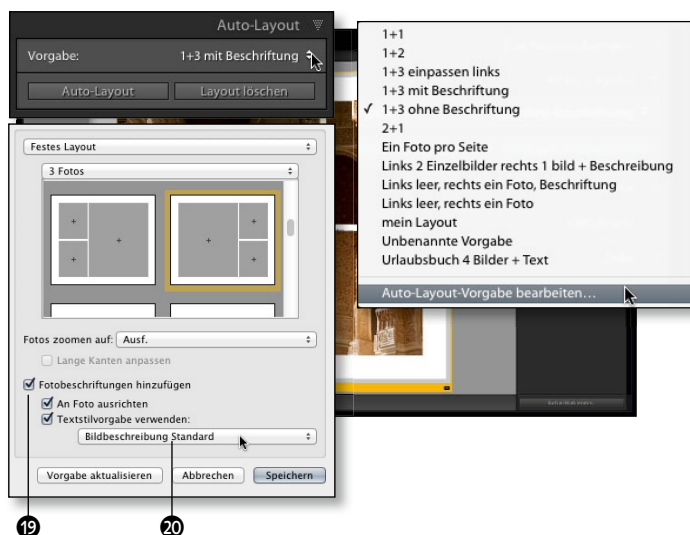 Auto-Layout
Vorgabe: 1+3 mit Beschriftung
Auto-Layout Layout löschen
Festes Layout
3 Fotos
Fotos zoomen auf: Ausf.
Lange Kanten anpassen
Fotobeschriftungen hinzufügen
An Foto ausrichten
Textstilvorgabe verwenden:
Bildbeschreibung Standard
Vorgabe aktualisieren Abbrechen Speichern
19 20
1+1
1+2
1+3 einpassen links
1+3 mit Beschriftung
✓ 1+3 ohne Beschriftung
2+1
Ein Foto pro Seite
Links 2 Einzelbilder rechts 1 bild + Beschreibung
Links leer, rechts ein Foto, Beschriftung
Links leer, rechts ein Foto
mein Layout
Unbenannte Vorgabe
Urlaubsbuch 4 Bilder + Text
Auto-Layout-Vorgabe bearbeiten...